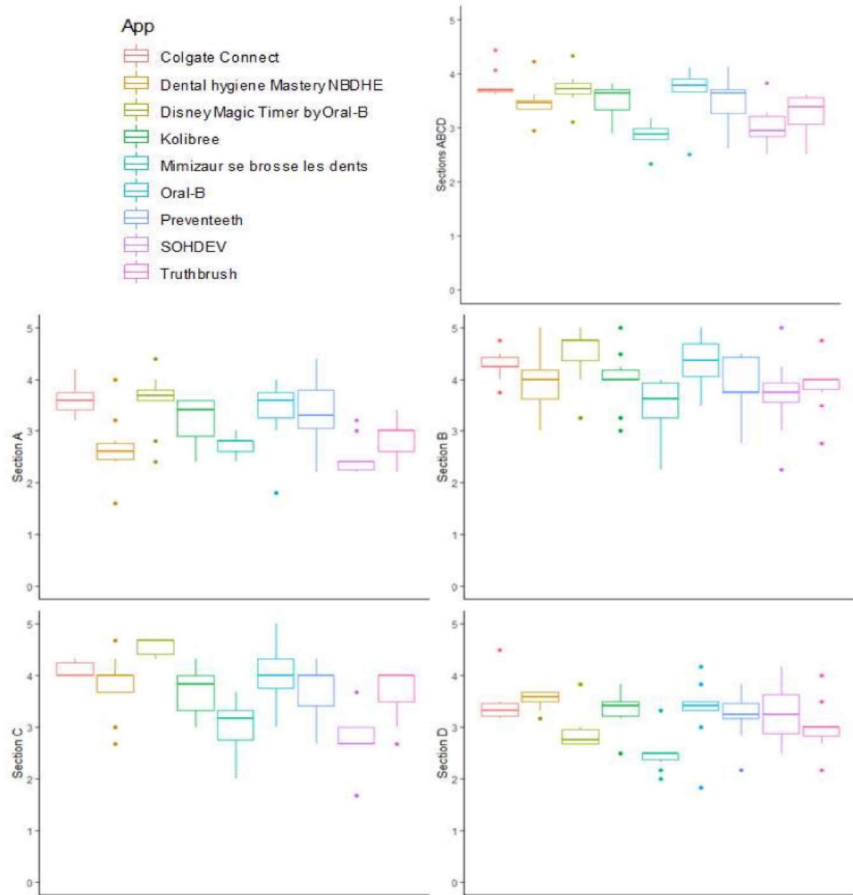 App
Colgate Connect
Dental hygiene Mastery NBDHE
Disney Magic Timer by Oral-B
Kolibree
Mimizaur se brosse les dents
Oral-B
Preventeeth
SOHDEV
Truthbrush
Sections ABCD
5
4
3
2
1
0
Section A
5
4
3
2
1
0
Section B
5
4
3
2
1
0
Section C
5
4
3
2
1
0
Section D
5
4
3
2
1
0